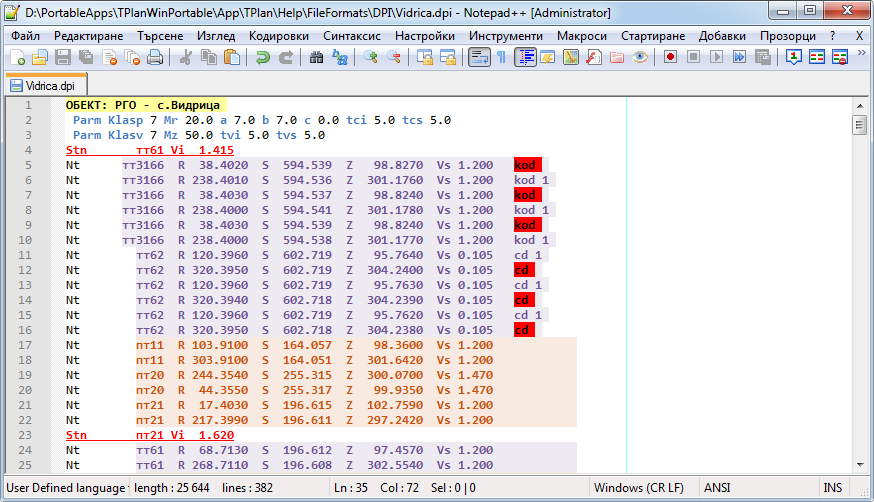 D:\PortableApps\TPlanWinPortable\App\TPlan\Help\FileFormats\DPI\Vidrica.dpi - Notepad++ [Administrator]
Файл Редактиране Търсене Изглед Кодировки Синтаксис Настройки Инструменти Макроси Стартиране Добавки Прозорци ? X
Vidrica.dpi
1 ОБЕКТ: РГО - с.Видрица
2 Parm Klasp 7 Mr 20.0 a 7.0 b 7.0 c 0.0 tci 5.0 tcs 5.0
3 Parm Klasv 7 Mz 50.0 tvi 5.0 tvs 5.0
4 Stn тт61 Vi 1.415
5 Nt тт3166 R 38.4020 S 594.539 Z 98.8270 Vs 1.200 kod
6 Nt тт3166 R 238.4010 S 594.536 Z 301.1760 Vs 1.200 kod 1
7 Nt тт3166 R 38.4030 S 594.537 Z 98.8240 Vs 1.200 kod
8 Nt тт3166 R 238.4000 S 594.541 Z 301.1780 Vs 1.200 kod 1
9 Nt тт3166 R 38.4030 S 594.539 Z 98.8240 Vs 1.200 kod
10 Nt тт3166 R 238.4000 S 594.538 Z 301.1770 Vs 1.200 kod 1
11 Nt тт62 R 120.3960 S 602.719 Z 95.7640 Vs 0.105 cd 1
12 Nt тт62 R 320.3950 S 602.719 Z 304.2400 Vs 0.105 cd
13 Nt тт62 R 120.3960 S 602.719 Z 95.7630 Vs 0.105 cd 1
14 Nt тт62 R 320.3940 S 602.718 Z 304.2390 Vs 0.105 cd
15 Nt тт62 R 120.3950 S 602.719 Z 95.7620 Vs 0.105 cd 1
16 Nt тт62 R 320.3950 S 602.718 Z 304.2380 Vs 0.105 cd
17 Nt пт11 R 103.9100 S 164.057 Z 98.3600 Vs 1.200
18 Nt пт11 R 303.9100 S 164.051 Z 301.6420 Vs 1.200
19 Nt пт20 R 244.3540 S 255.315 Z 300.0700 Vs 1.470
20 Nt пт20 R 44.3550 S 255.317 Z 99.9350 Vs 1.470
21 Nt пт21 R 17.4030 S 196.615 Z 102.7590 Vs 1.200
22 Nt пт21 R 217.3990 S 196.611 Z 297.2420 Vs 1.200
23 Stn пт21 Vi 1.620
24 Nt тт61 R 68.7130 S 196.612 Z 97.4570 Vs 1.200
25 Nt тт61 R 268.7110 S 196.608 Z 302.5540 Vs 1.200
User Defined language length : 25 644 lines : 382 Ln : 35 Col : 72 Sel : 0 | 0 Windows (CR LF) ANSI INS